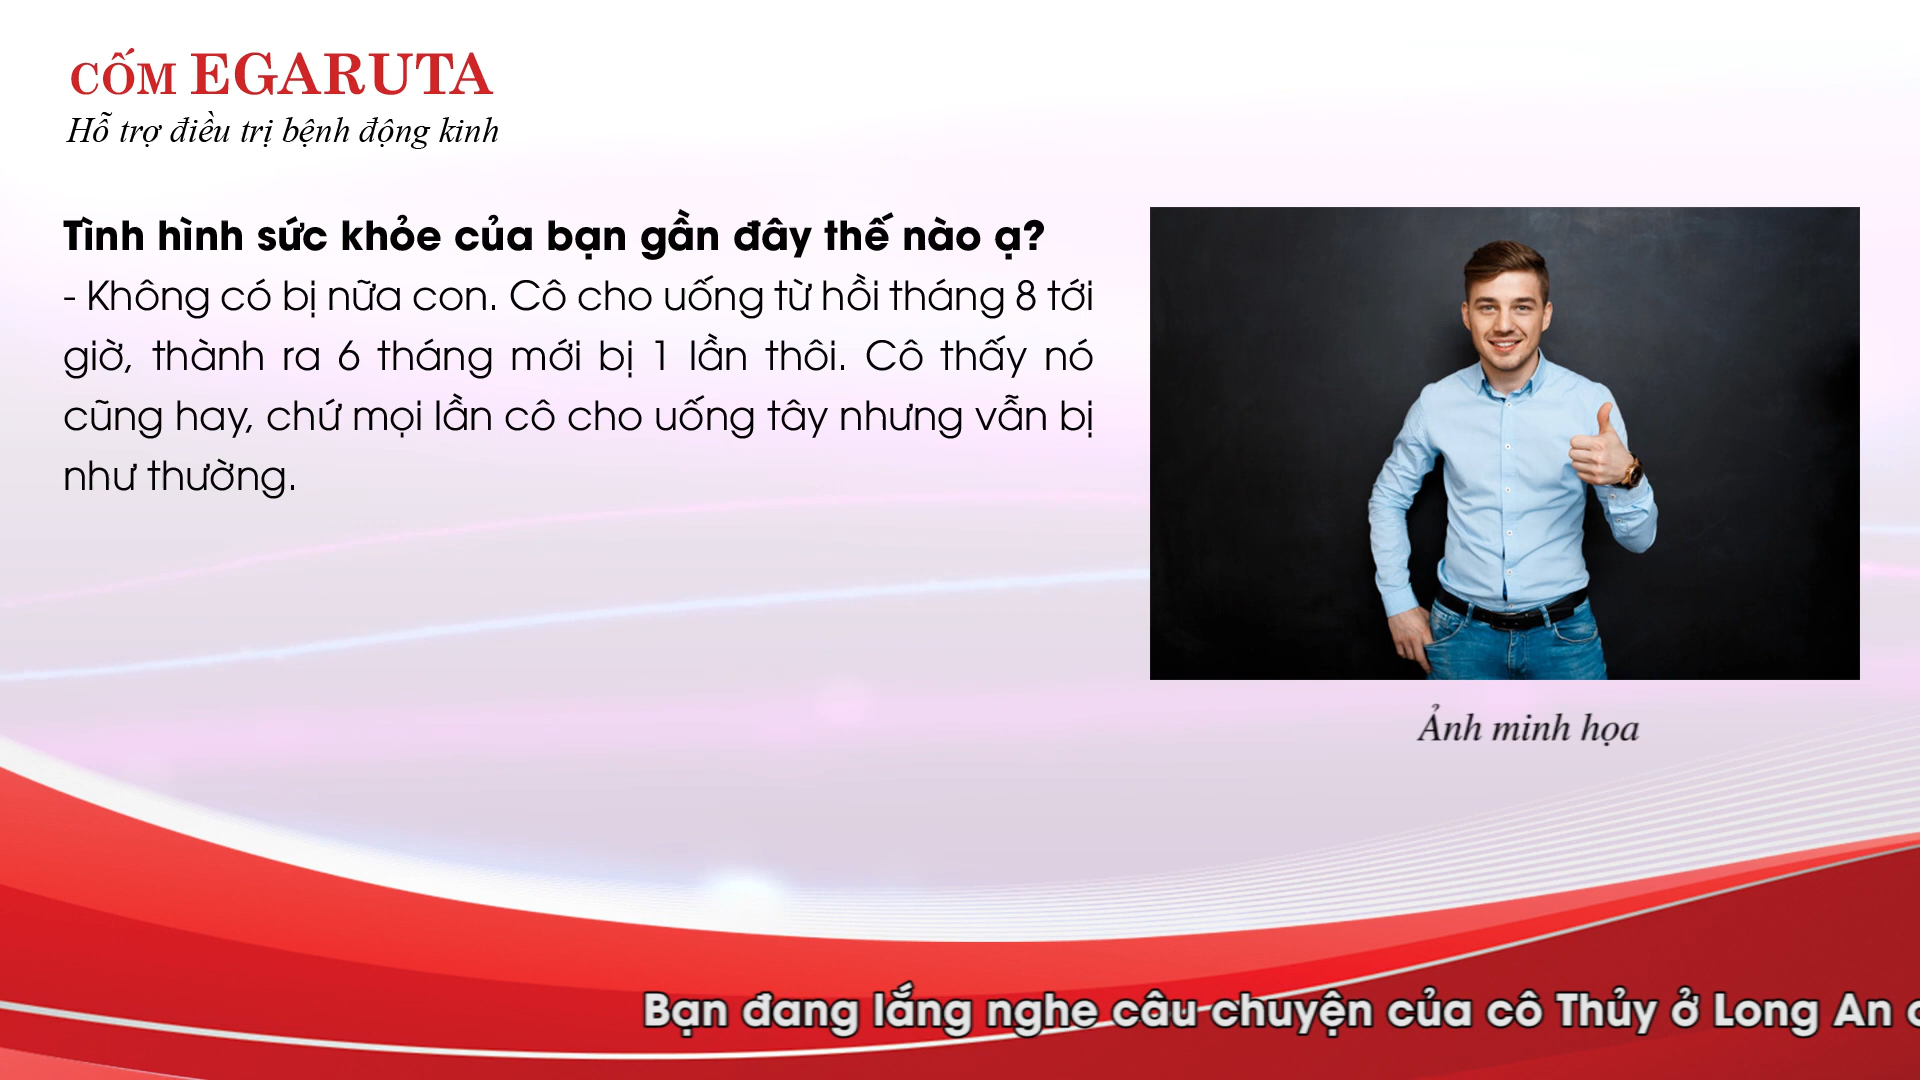 CỐM EGARUTA
Hỗ trợ điều trị bệnh động kinh
Tình hình sức khỏe của bạn gần đây thế nào ạ?
- Không có bị nữa con. Cô cho uống từ hồi tháng 8 tới
giờ, thành ra 6 tháng mới bị 1 lần thôi. Cô thấy nó
cũng hay, chứ mọi lần cô cho uống tây nhưng vẫn bị
như thường.
Ảnh minh họa
Bạn đang lắng nghe câu chuyện của cô Thủy ở Long An